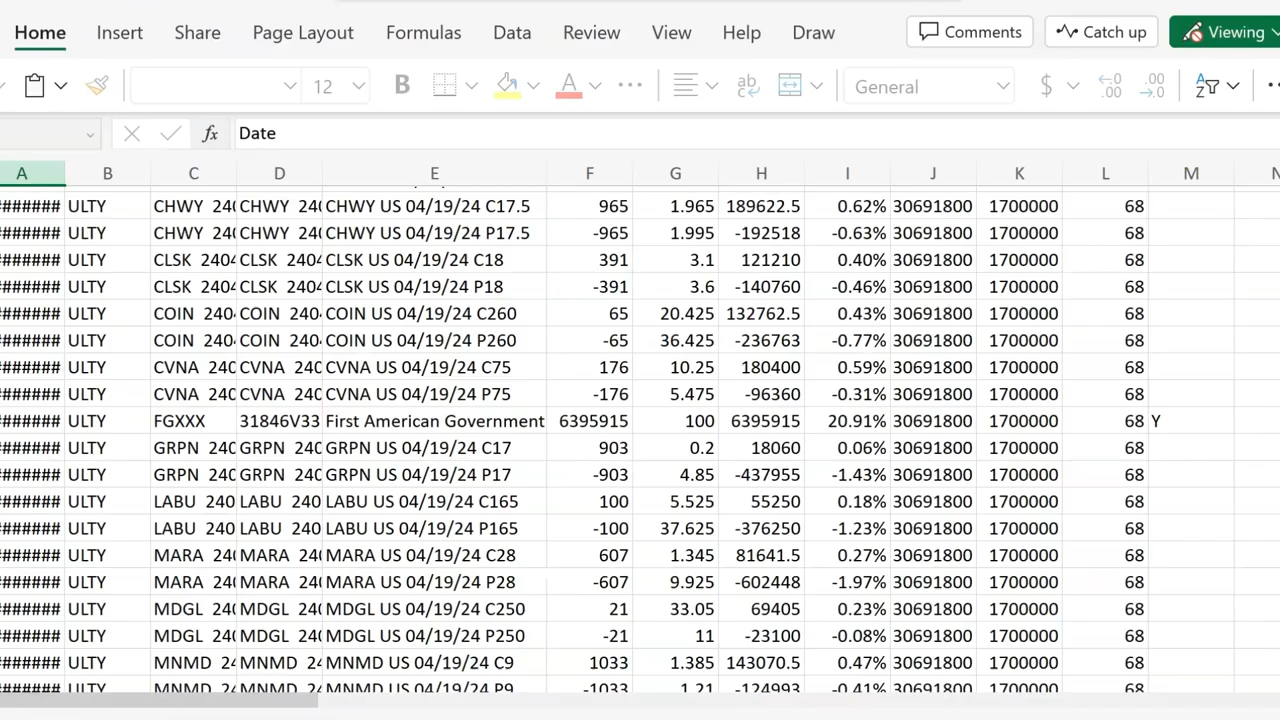 Home Insert Share Page Layout Formulas Data Review View Help Draw Comments Catch up Viewing
12 B A ab General $ .00 A Z
fx Date
A B C D E F G H I J K L M N
####### ULTY CHWY 240 CHWY 240 CHWY US 04/19/24 C17.5 965 1.965 189622.5 0.62% 30691800 1700000 68
####### ULTY CHWY 240 CHWY 240 CHWY US 04/19/24 P17.5 -965 1.995 -192518 -0.63% 30691800 1700000 68
####### ULTY CLSK 2404 CLSK 2404 CLSK US 04/19/24 C18 391 3.1 121210 0.40% 30691800 1700000 68
####### ULTY CLSK 2404 CLSK 2404 CLSK US 04/19/24 P18 -391 3.6 -140760 -0.46% 30691800 1700000 68
####### ULTY COIN 2404 COIN 2404 COIN US 04/19/24 C260 65 20.425 132762.5 0.43% 30691800 1700000 68
####### ULTY COIN 2404 COIN 2404 COIN US 04/19/24 P260 -65 36.425 -236763 -0.77% 30691800 1700000 68
####### ULTY CVNA 240 CVNA 240 CVNA US 04/19/24 C75 176 10.25 180400 0.59% 30691800 1700000 68
####### ULTY CVNA 240 CVNA 240 CVNA US 04/19/24 P75 -176 5.475 -96360 -0.31% 30691800 1700000 68
####### ULTY FGXXX 31846V33 First American Government 6395915 100 6395915 20.91% 30691800 1700000 68 Y
####### ULTY GRPN 240 GRPN 240 GRPN US 04/19/24 C17 903 0.2 18060 0.06% 30691800 1700000 68
####### ULTY GRPN 240 GRPN 240 GRPN US 04/19/24 P17 -903 4.85 -437955 -1.43% 30691800 1700000 68
####### ULTY LABU 240 LABU 240 LABU US 04/19/24 C165 100 5.525 55250 0.18% 30691800 1700000 68
####### ULTY LABU 240 LABU 240 LABU US 04/19/24 P165 -100 37.625 -376250 -1.23% 30691800 1700000 68
####### ULTY MARA 240 MARA 240 MARA US 04/19/24 C28 607 1.345 81641.5 0.27% 30691800 1700000 68
####### ULTY MARA 240 MARA 240 MARA US 04/19/24 P28 -607 9.925 -602448 -1.97% 30691800 1700000 68
####### ULTY MDGL 240 MDGL 240 MDGL US 04/19/24 C250 21 33.05 69405 0.23% 30691800 1700000 68
####### ULTY MDGL 240 MDGL 240 MDGL US 04/19/24 P250 -21 11 -23100 -0.08% 30691800 1700000 68
####### ULTY MNMD 24 MNMD 24 MNMD US 04/19/24 C9 1033 1.385 143070.5 0.47% 30691800 1700000 68
####### ULTY MNMD 24 MNMD 24 MNMD US 04/19/24 P9 -1033 1.21 -124993 -0.41% 30691800 1700000 68